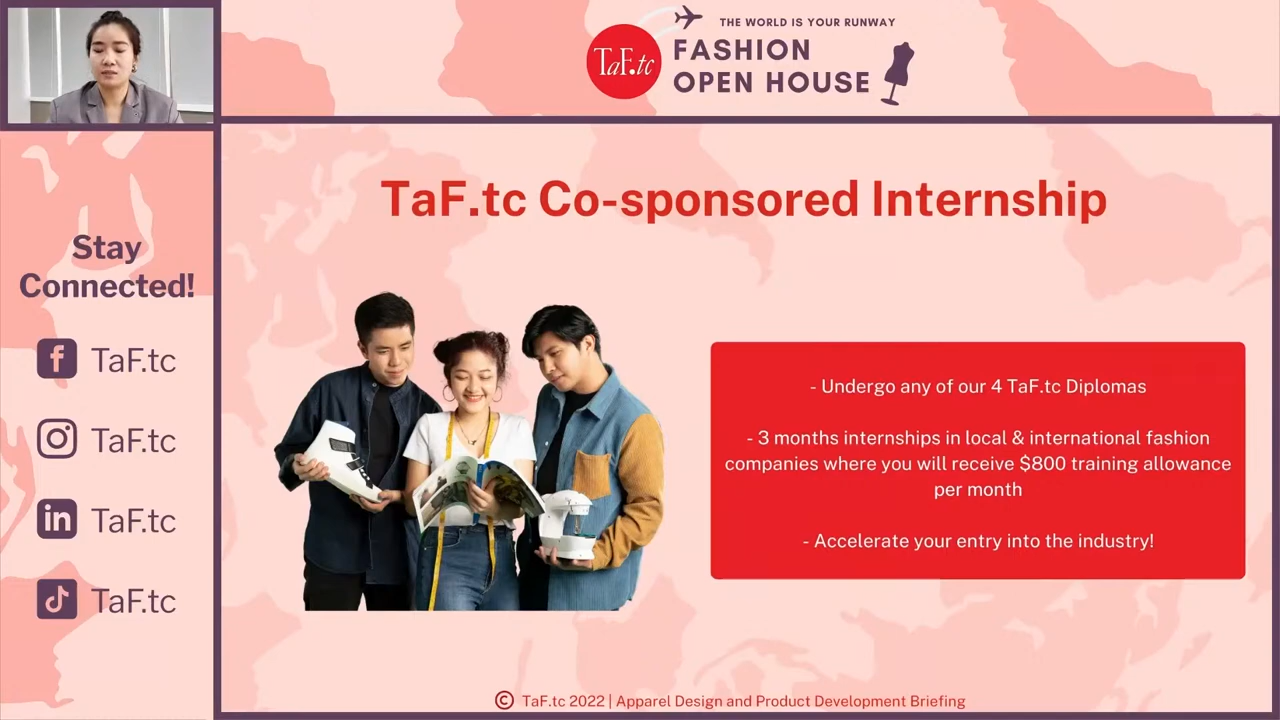 TaF.tc
THE WORLD IS YOUR RUNWAY
FASHION
OPEN HOUSE
Stay
Connected!
TaF.tc
TaF.tc
in TaF.tc
TaF.tc
TaF.tc Co-sponsored Internship
- Undergo any of our 4 TaF.tc Diplomas
- 3 months internships in local & international fashion
companies where you will receive $800 training allowance
per month
- Accelerate your entry into the industry!
© TaF.tc 2022 | Apparel Design and Product Development Briefing